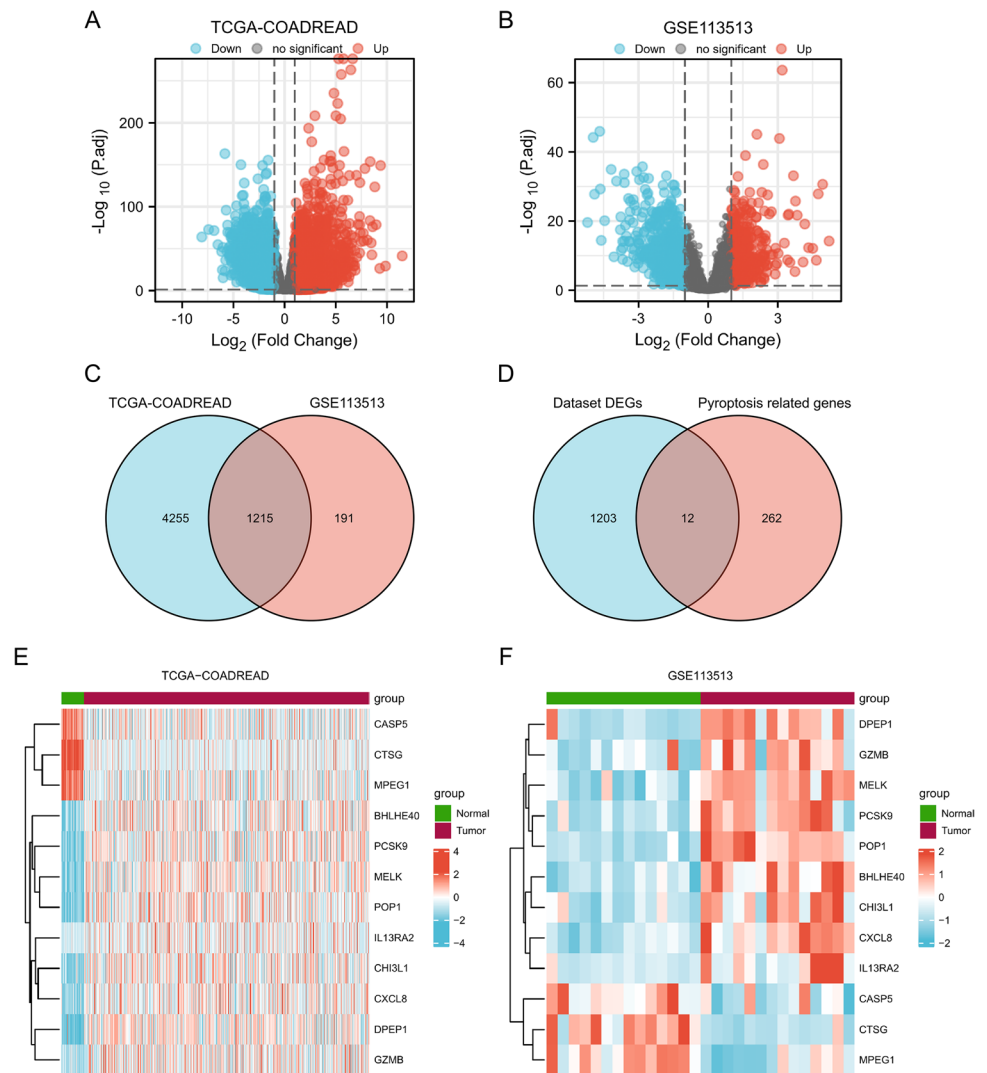 A
TCGA-COADREAD
Down no significant Up
-Log 10 (P.adj)
200
100
0
-10 -5 0 5 10
Log2 (Fold Change)
B
GSE113513
Down no significant Up
-Log 10 (P.adj)
60
40
20
0
-3 0 3
Log2 (Fold Change)
C
TCGA-COADREAD GSE113513
4255 1215 191
D
Dataset DEGs Pyroptosis related genes
1203 12 262
E
TCGA−COADREAD
group
CASP5
CTSG
MPEG1
BHLHE40
PCSK9
MELK
POP1
IL13RA2
CHI3L1
CXCL8
DPEP1
GZMB
group
Normal
Tumor
4
2
0
−2
−4
F
GSE113513
group
DPEP1
GZMB
MELK
PCSK9
POP1
BHLHE40
CHI3L1
CXCL8
IL13RA2
CASP5
CTSG
MPEG1
group
Normal
Tumor
2
1
0
−1
−2